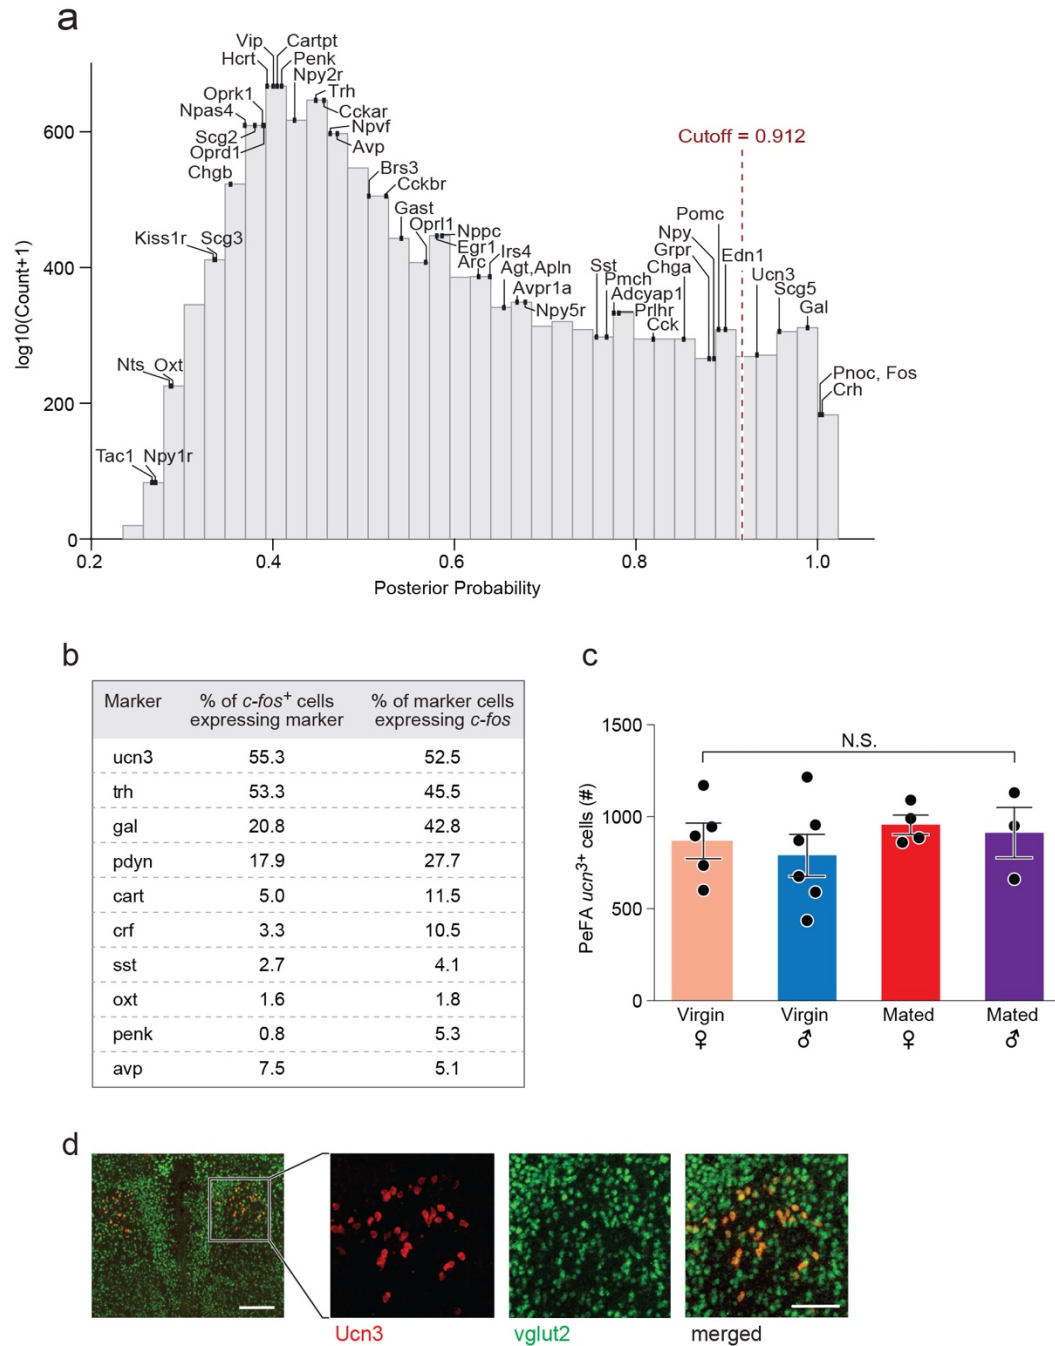 a
log10(Count+1)
600
400
200
0
0.2
0.4
0.6
0.8
1.0
Posterior Probability
Cutoff = 0.912
Vip
Cartpt
Hcrt
Penk
Npy2r
Oprk1
Trh
Npas4
Cckar
Scg2
Npvf
Oprd1
Avp
Chgb
Brs3
Cckbr
Gast
Oprl1
Nppc
Kiss1r
Scg3
Egr1
Arc
Irs4
Agt,Apln
Avpr1a
Npy5r
Sst
Pmch
Adcyap1
Prlhr
Cck
Pomc
Npy
Grpr
Chga
Edn1
Ucn3
Scg5
Gal
Pnoc, Fos
Crh
Nts
Oxt
Tac1
Npy1r
b
Marker
% of c-fos+ cells
expressing marker
% of marker cells
expressing c-fos
ucn3 55.3 52.5
trh 53.3 45.5
gal 20.8 42.8
pdyn 17.9 27.7
cart 5.0 11.5
crf 3.3 10.5
sst 2.7 4.1
oxt 1.6 1.8
penk 0.8 5.3
avp 7.5 5.1
c
PeFA ucn3+ cells (#)
1500
1000
500
0
N.S.
Virgin
♀
Virgin
♂
Mated
♀
Mated
♂
d
Ucn3
vglut2
merged